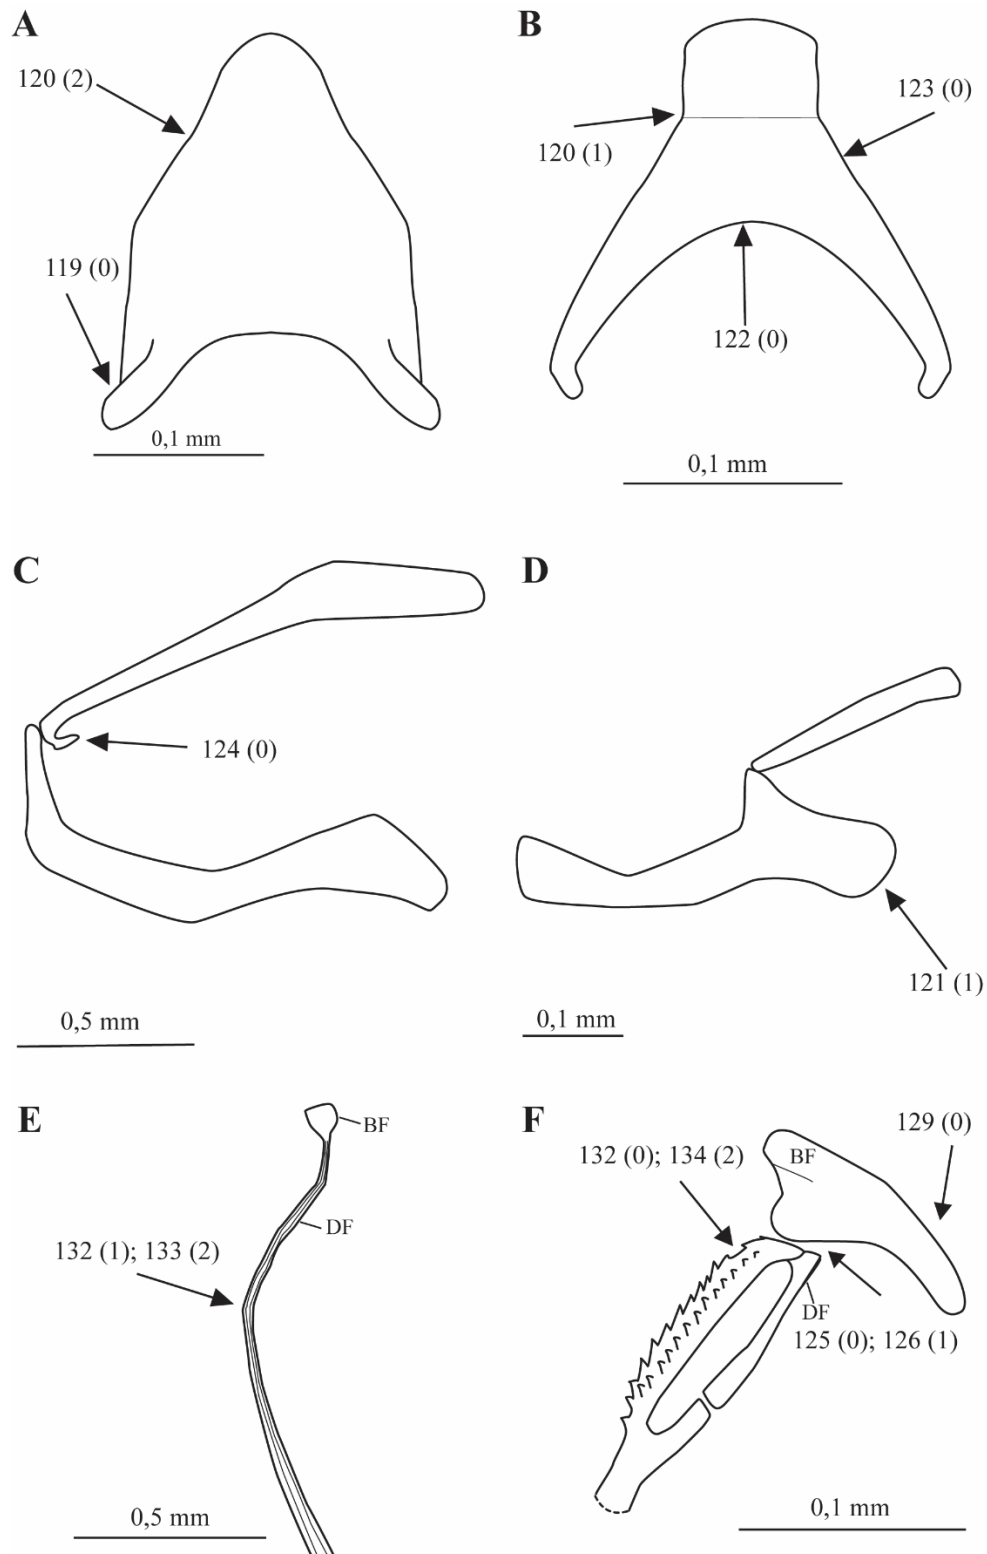 A
120 (2)
119 (0)
0,1 mm
B
123 (0)
120 (1)
122 (0)
0,1 mm
C
124 (0)
0,5 mm
D
121 (1)
0,1 mm
E
BF
DF
132 (1); 133 (2)
0,5 mm
F
129 (0)
132 (0); 134 (2)
BF
DF
125 (0); 126 (1)
0,1 mm